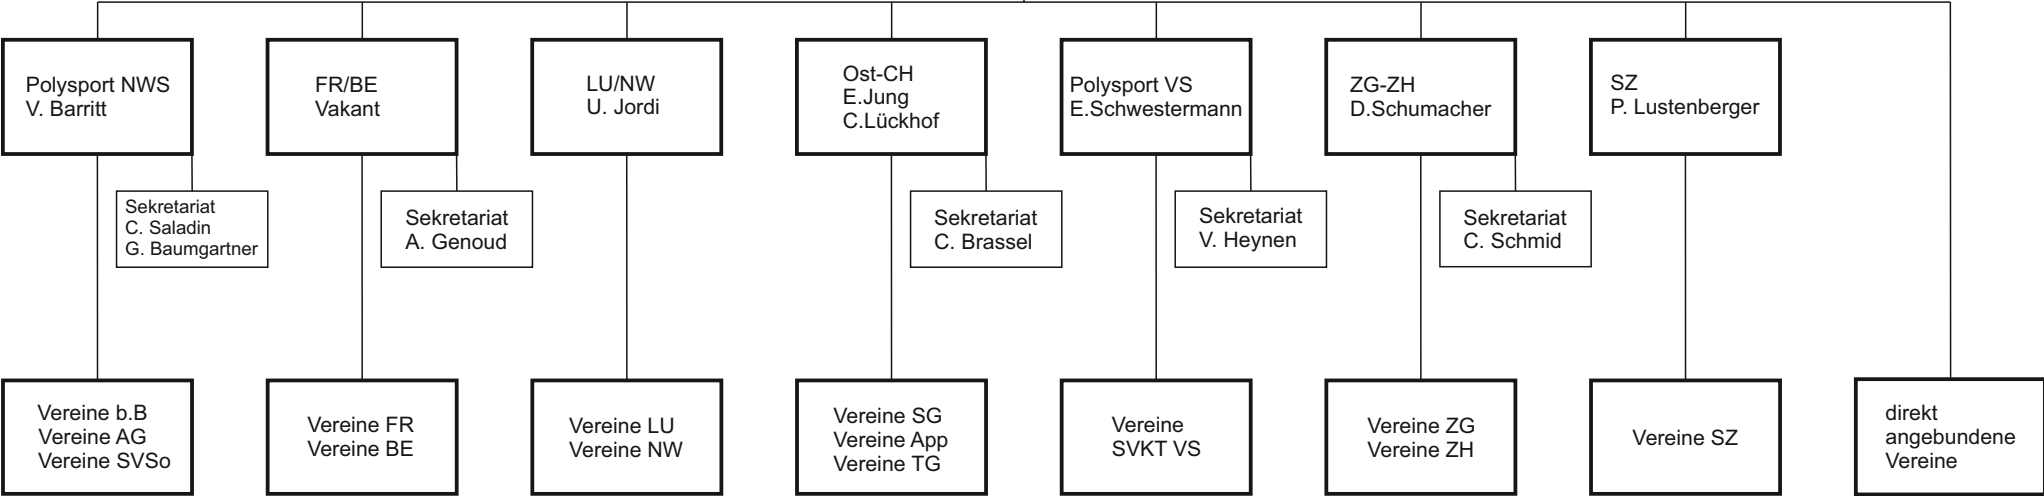 Polysport NWS
V. Barritt
FR/BE
Vakant
LU/NW
U. Jordi
Ost-CH
E.Jung
C.Lückhof
Polysport VS
E.Schwestermann
ZG-ZH
D.Schumacher
SZ
P. Lustenberger
Sekretariat
C. Saladin
G. Baumgartner
Sekretariat
A. Genoud
Sekretariat
C. Brassel
Sekretariat
V. Heynen
Sekretariat
C. Schmid
Vereine b.B
Vereine AG
Vereine SVSo
Vereine FR
Vereine BE
Vereine LU
Vereine NW
Vereine SG
Vereine App
Vereine TG
Vereine
SVKT VS
Vereine ZG
Vereine ZH
Vereine SZ
direkt
angebundene
Vereine